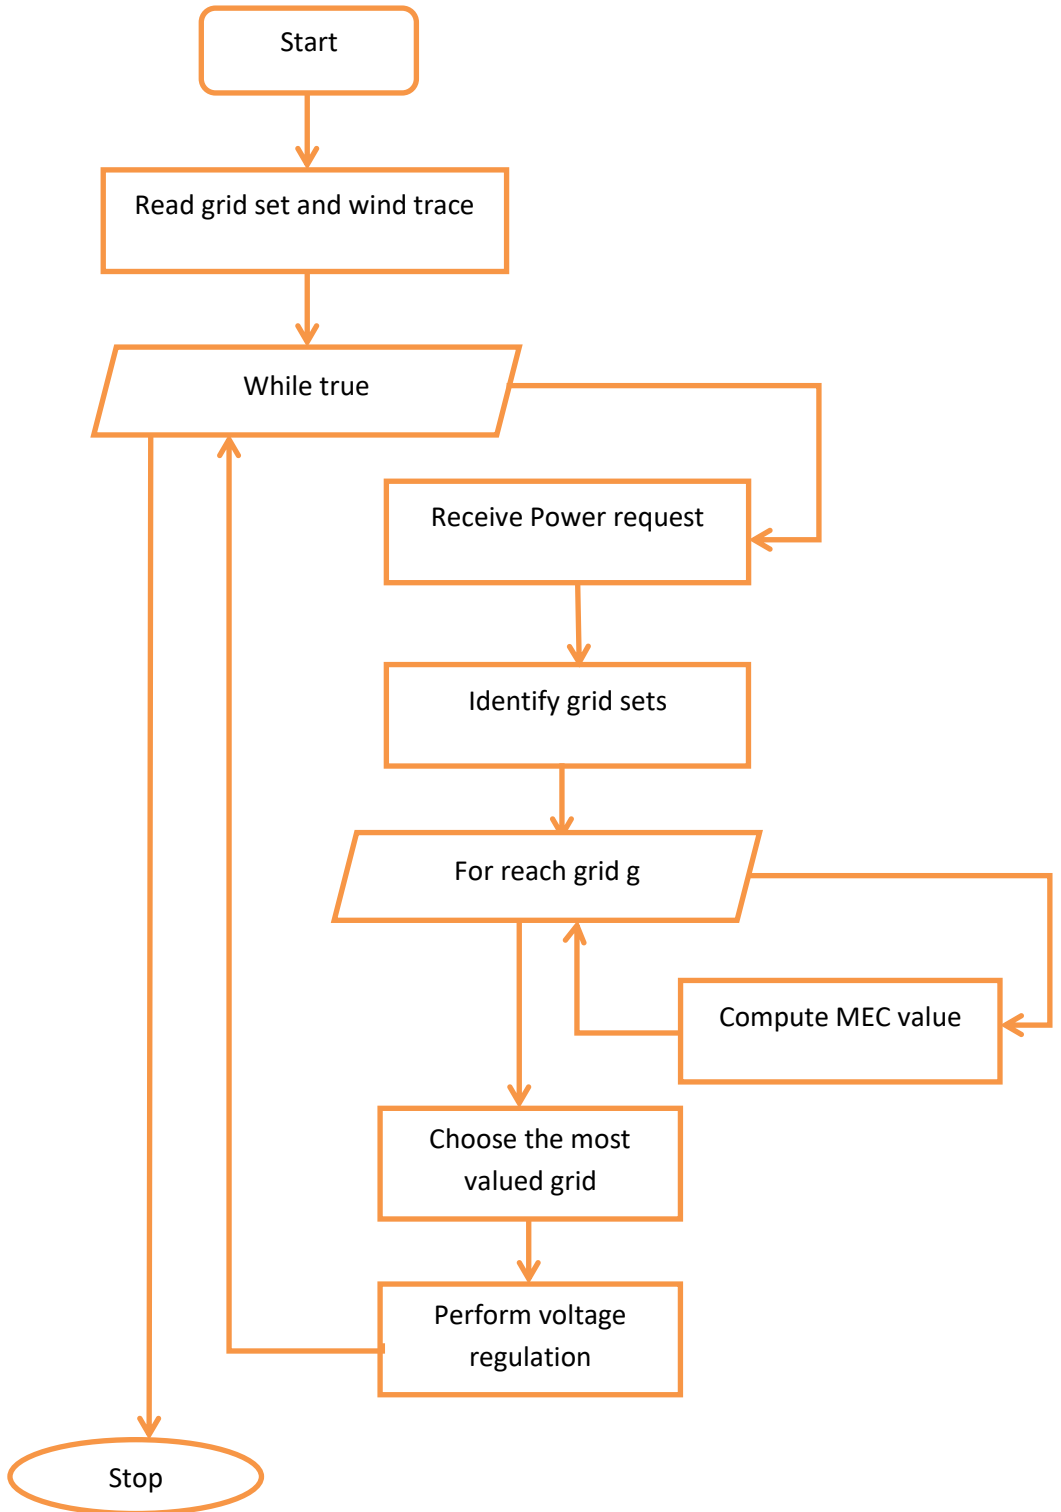 Start
Read grid set and wind trace
While true
Receive Power request
Identify grid sets
For reach grid g
Compute MEC value
Choose the most
valued grid
Perform voltage
regulation
Stop